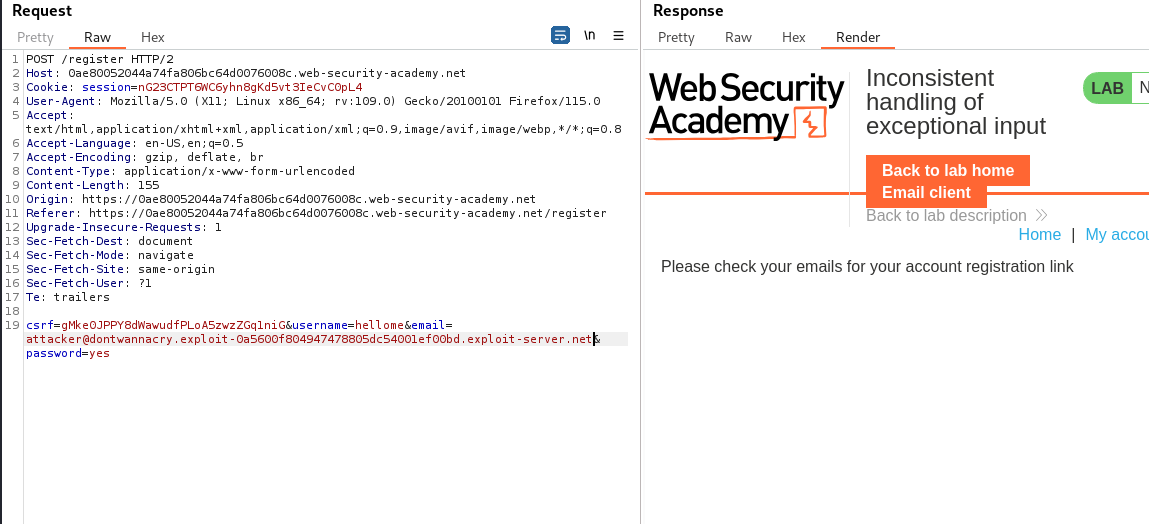 Request
Pretty Raw Hex
\n
1 POST /register HTTP/2
2 Host: 0ae80052044a74fa806bc64d0076008c.web-security-academy.net
3 Cookie: session=nG23CTPT6WC6yhn8gKd5vt3IeCvC0pL4
4 User-Agent: Mozilla/5.0 (X11; Linux x86_64; rv:109.0) Gecko/20100101 Firefox/115.0
5 Accept:
text/html,application/xhtml+xml,application/xml;q=0.9,image/avif,image/webp,*/*;q=0.8
6 Accept-Language: en-US,en;q=0.5
7 Accept-Encoding: gzip, deflate, br
8 Content-Type: application/x-www-form-urlencoded
9 Content-Length: 155
10 Origin: https://0ae80052044a74fa806bc64d0076008c.web-security-academy.net
11 Referer: https://0ae80052044a74fa806bc64d0076008c.web-security-academy.net/register
12 Upgrade-Insecure-Requests: 1
13 Sec-Fetch-Dest: document
14 Sec-Fetch-Mode: navigate
15 Sec-Fetch-Site: same-origin
16 Sec-Fetch-User: ?1
17 Te: trailers
18
19 csrf=gMkeOJPPY8dWawudfPLoA5zwzZGq1niG&username=hellome&email=
attacker@dontwannacry.exploit-0a5600f804947478805dc54001ef00bd.exploit-server.net&
password=yes
Response
Pretty Raw Hex Render
Web Security
Academy
Inconsistent
handling of
exceptional input
LAB N
Back to lab home
Email client
Back to lab description
Home | My accou
Please check your emails for your account registration link